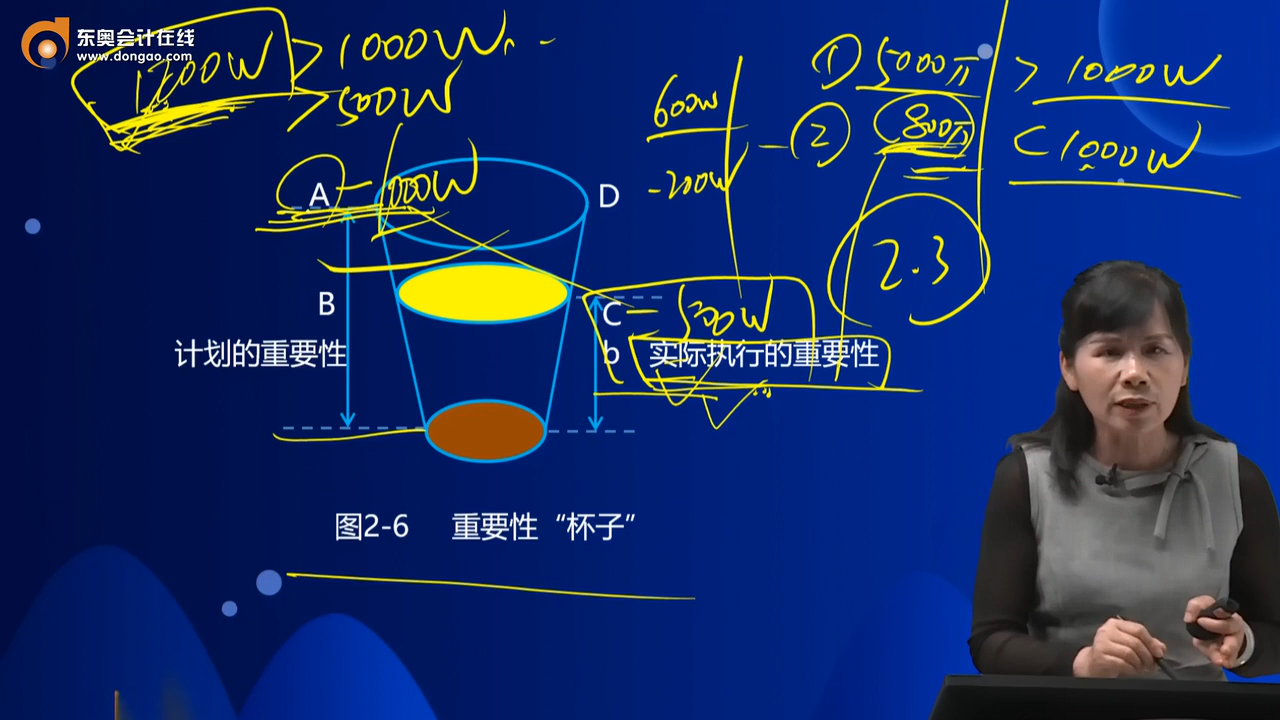 东奥会计在线
www.dongao.com
1200W > 1000W
> 500W
600W
-200W
① 5000万 > 1000W
② 800万 < 1000W
2.3
A - 1000W
D
B
C - 500W
计划的重要性
b 实际执行的重要性
图2-6 重要性“杯子”